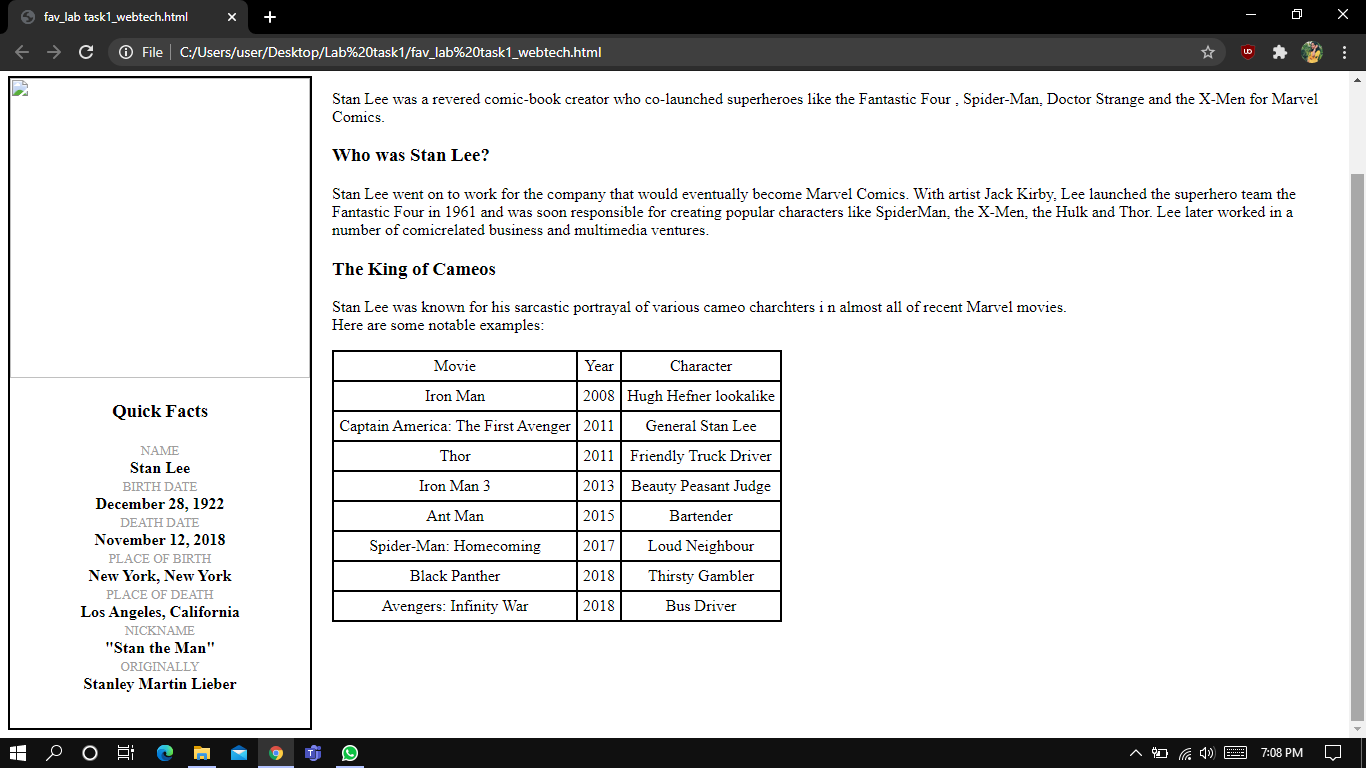 fav_lab task1_webtech.html
File C:/Users/user/Desktop/Lab%20task1/fav_lab%20task1_webtech.html
Stan Lee was a revered comic-book creator who co-launched superheroes like the Fantastic Four , Spider-Man, Doctor Strange and the X-Men for Marvel
Comics.
Who was Stan Lee?
Stan Lee went on to work for the company that would eventually become Marvel Comics. With artist Jack Kirby, Lee launched the superhero team the
Fantastic Four in 1961 and was soon responsible for creating popular characters like SpiderMan, the X-Men, the Hulk and Thor. Lee later worked in a
number of comicrelated business and multimedia ventures.
The King of Cameos
Stan Lee was known for his sarcastic portrayal of various cameo charchters i n almost all of recent Marvel movies.
Here are some notable examples:
Movie Year Character
Iron Man 2008 Hugh Hefner lookalike
Captain America: The First Avenger 2011 General Stan Lee
Thor 2011 Friendly Truck Driver
Iron Man 3 2013 Beauty Peasant Judge
Ant Man 2015 Bartender
Spider-Man: Homecoming 2017 Loud Neighbour
Black Panther 2018 Thirsty Gambler
Avengers: Infinity War 2018 Bus Driver
Quick Facts
NAME
Stan Lee
BIRTH DATE
December 28, 1922
DEATH DATE
November 12, 2018
PLACE OF BIRTH
New York, New York
PLACE OF DEATH
Los Angeles, California
NICKNAME
"Stan the Man"
ORIGINALLY
Stanley Martin Lieber
7:08 PM